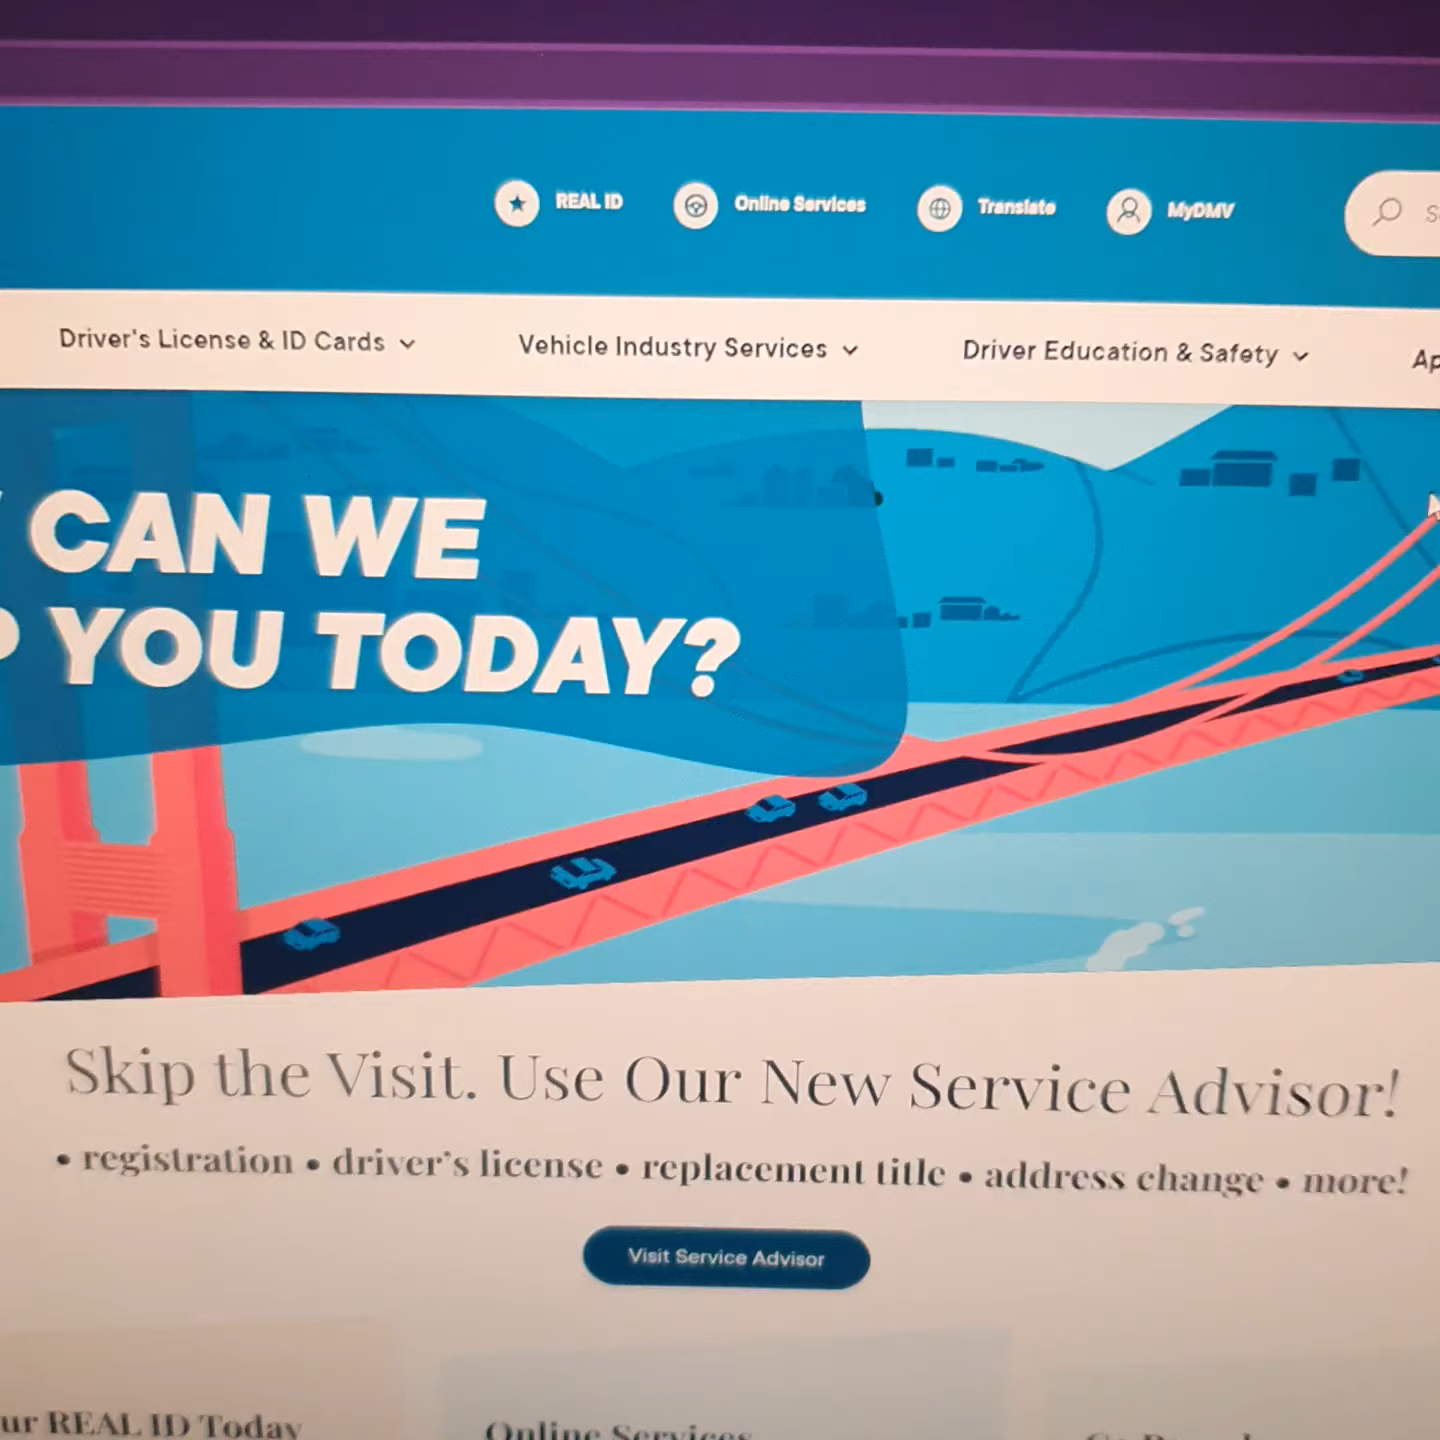 REAL ID
Online Services
Translate
MyDMV
Driver's License & ID Cards
Vehicle Industry Services
Driver Education & Safety
CAN WE
YOU TODAY?
Skip the Visit. Use Our New Service Advisor!
• registration • driver's license • replacement title • address change • more!
Visit Service Advisor
REAL ID Today
Online Services